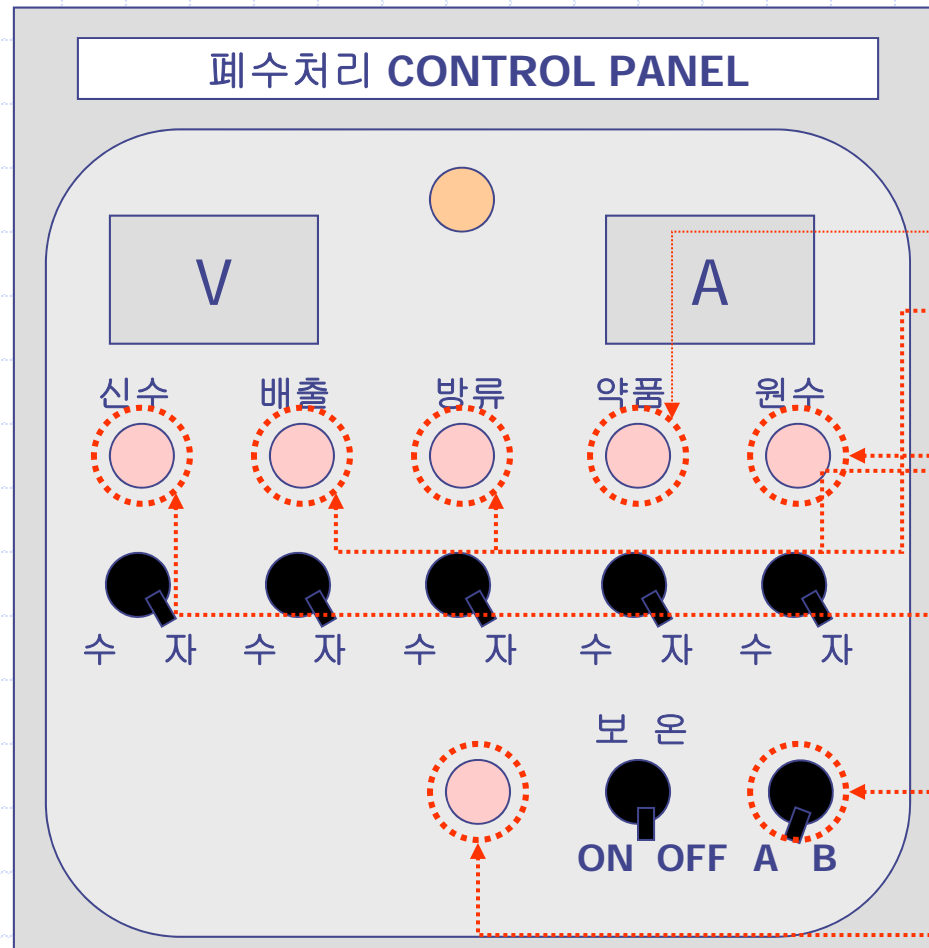 폐수처리 CONTROL PANEL
V A
신수 배출 방류 약품 원수
수 자 수 자 수 자 수 자 수 자
보 온
ON OFF A B